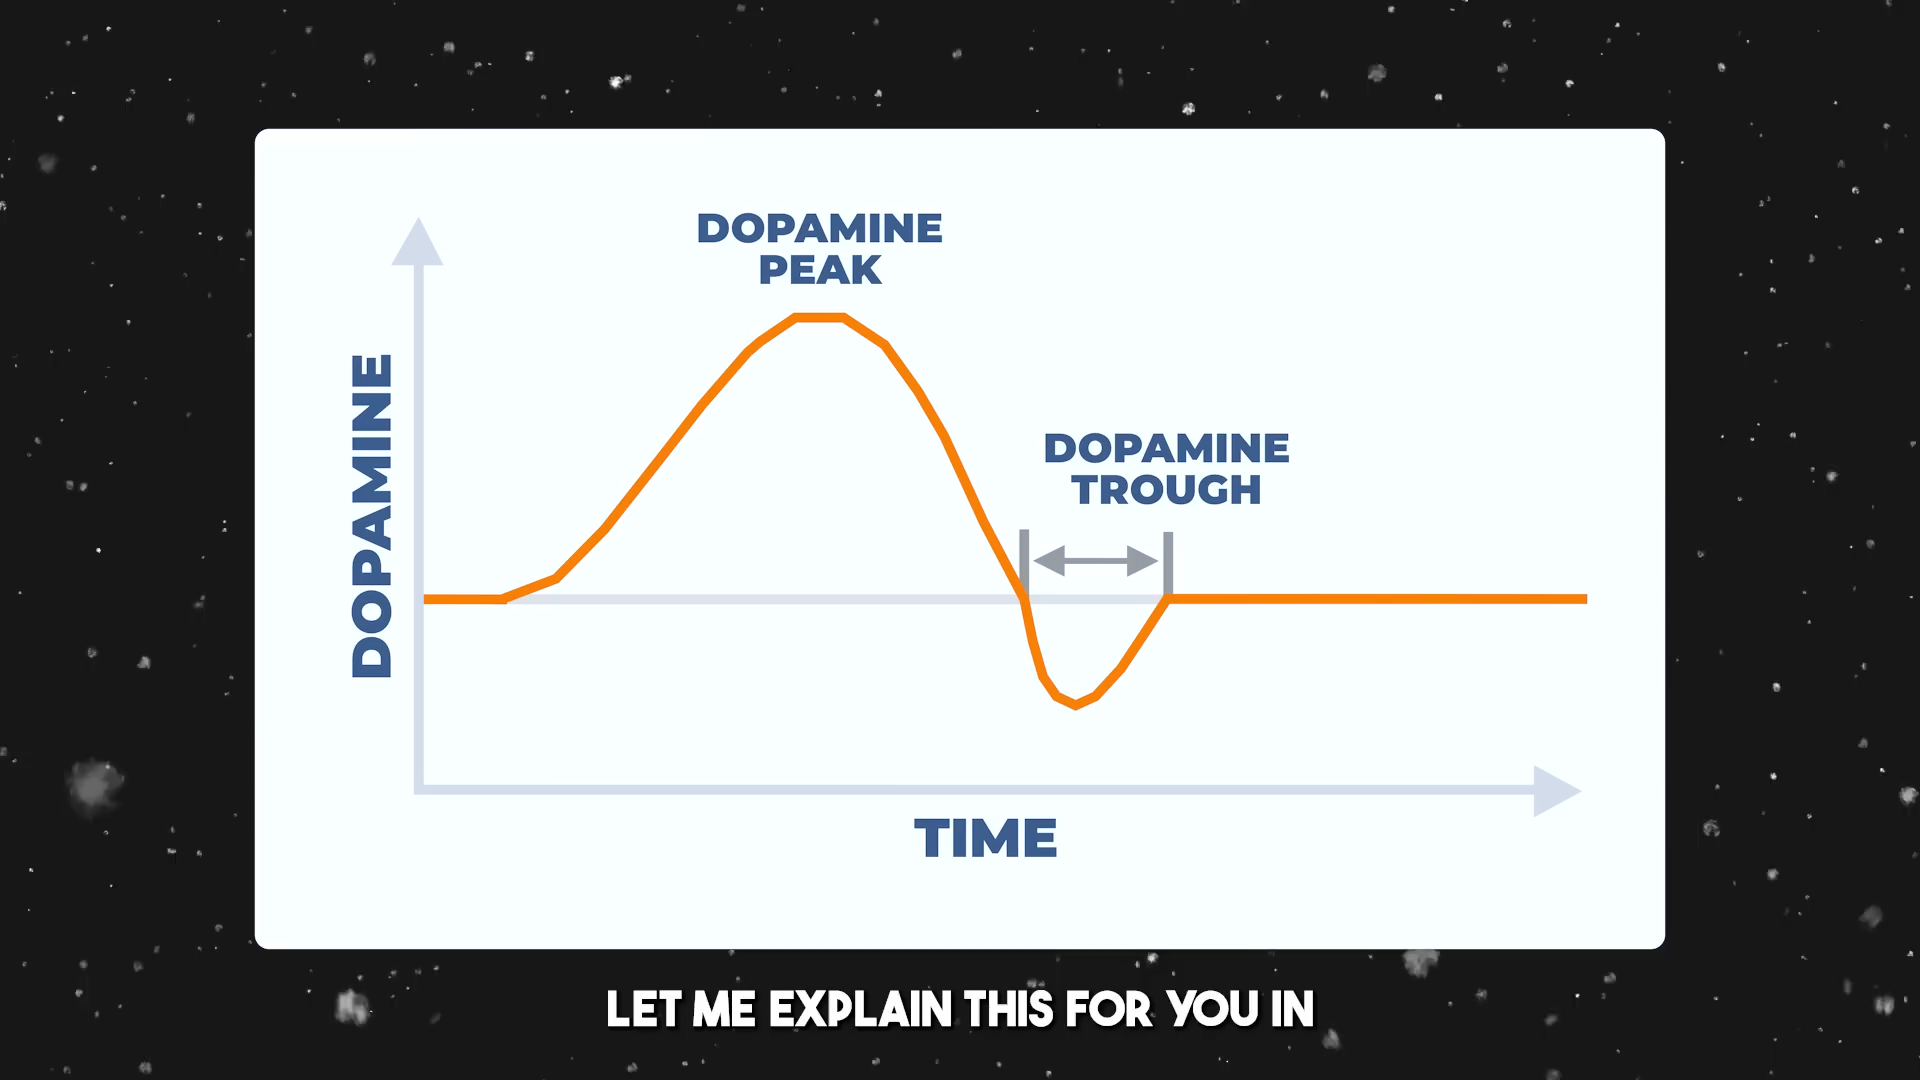 DOPAMINE
PEAK
DOPAMINE
TROUGH
DOPAMINE
TIME
LET ME EXPLAIN THIS FOR YOU IN